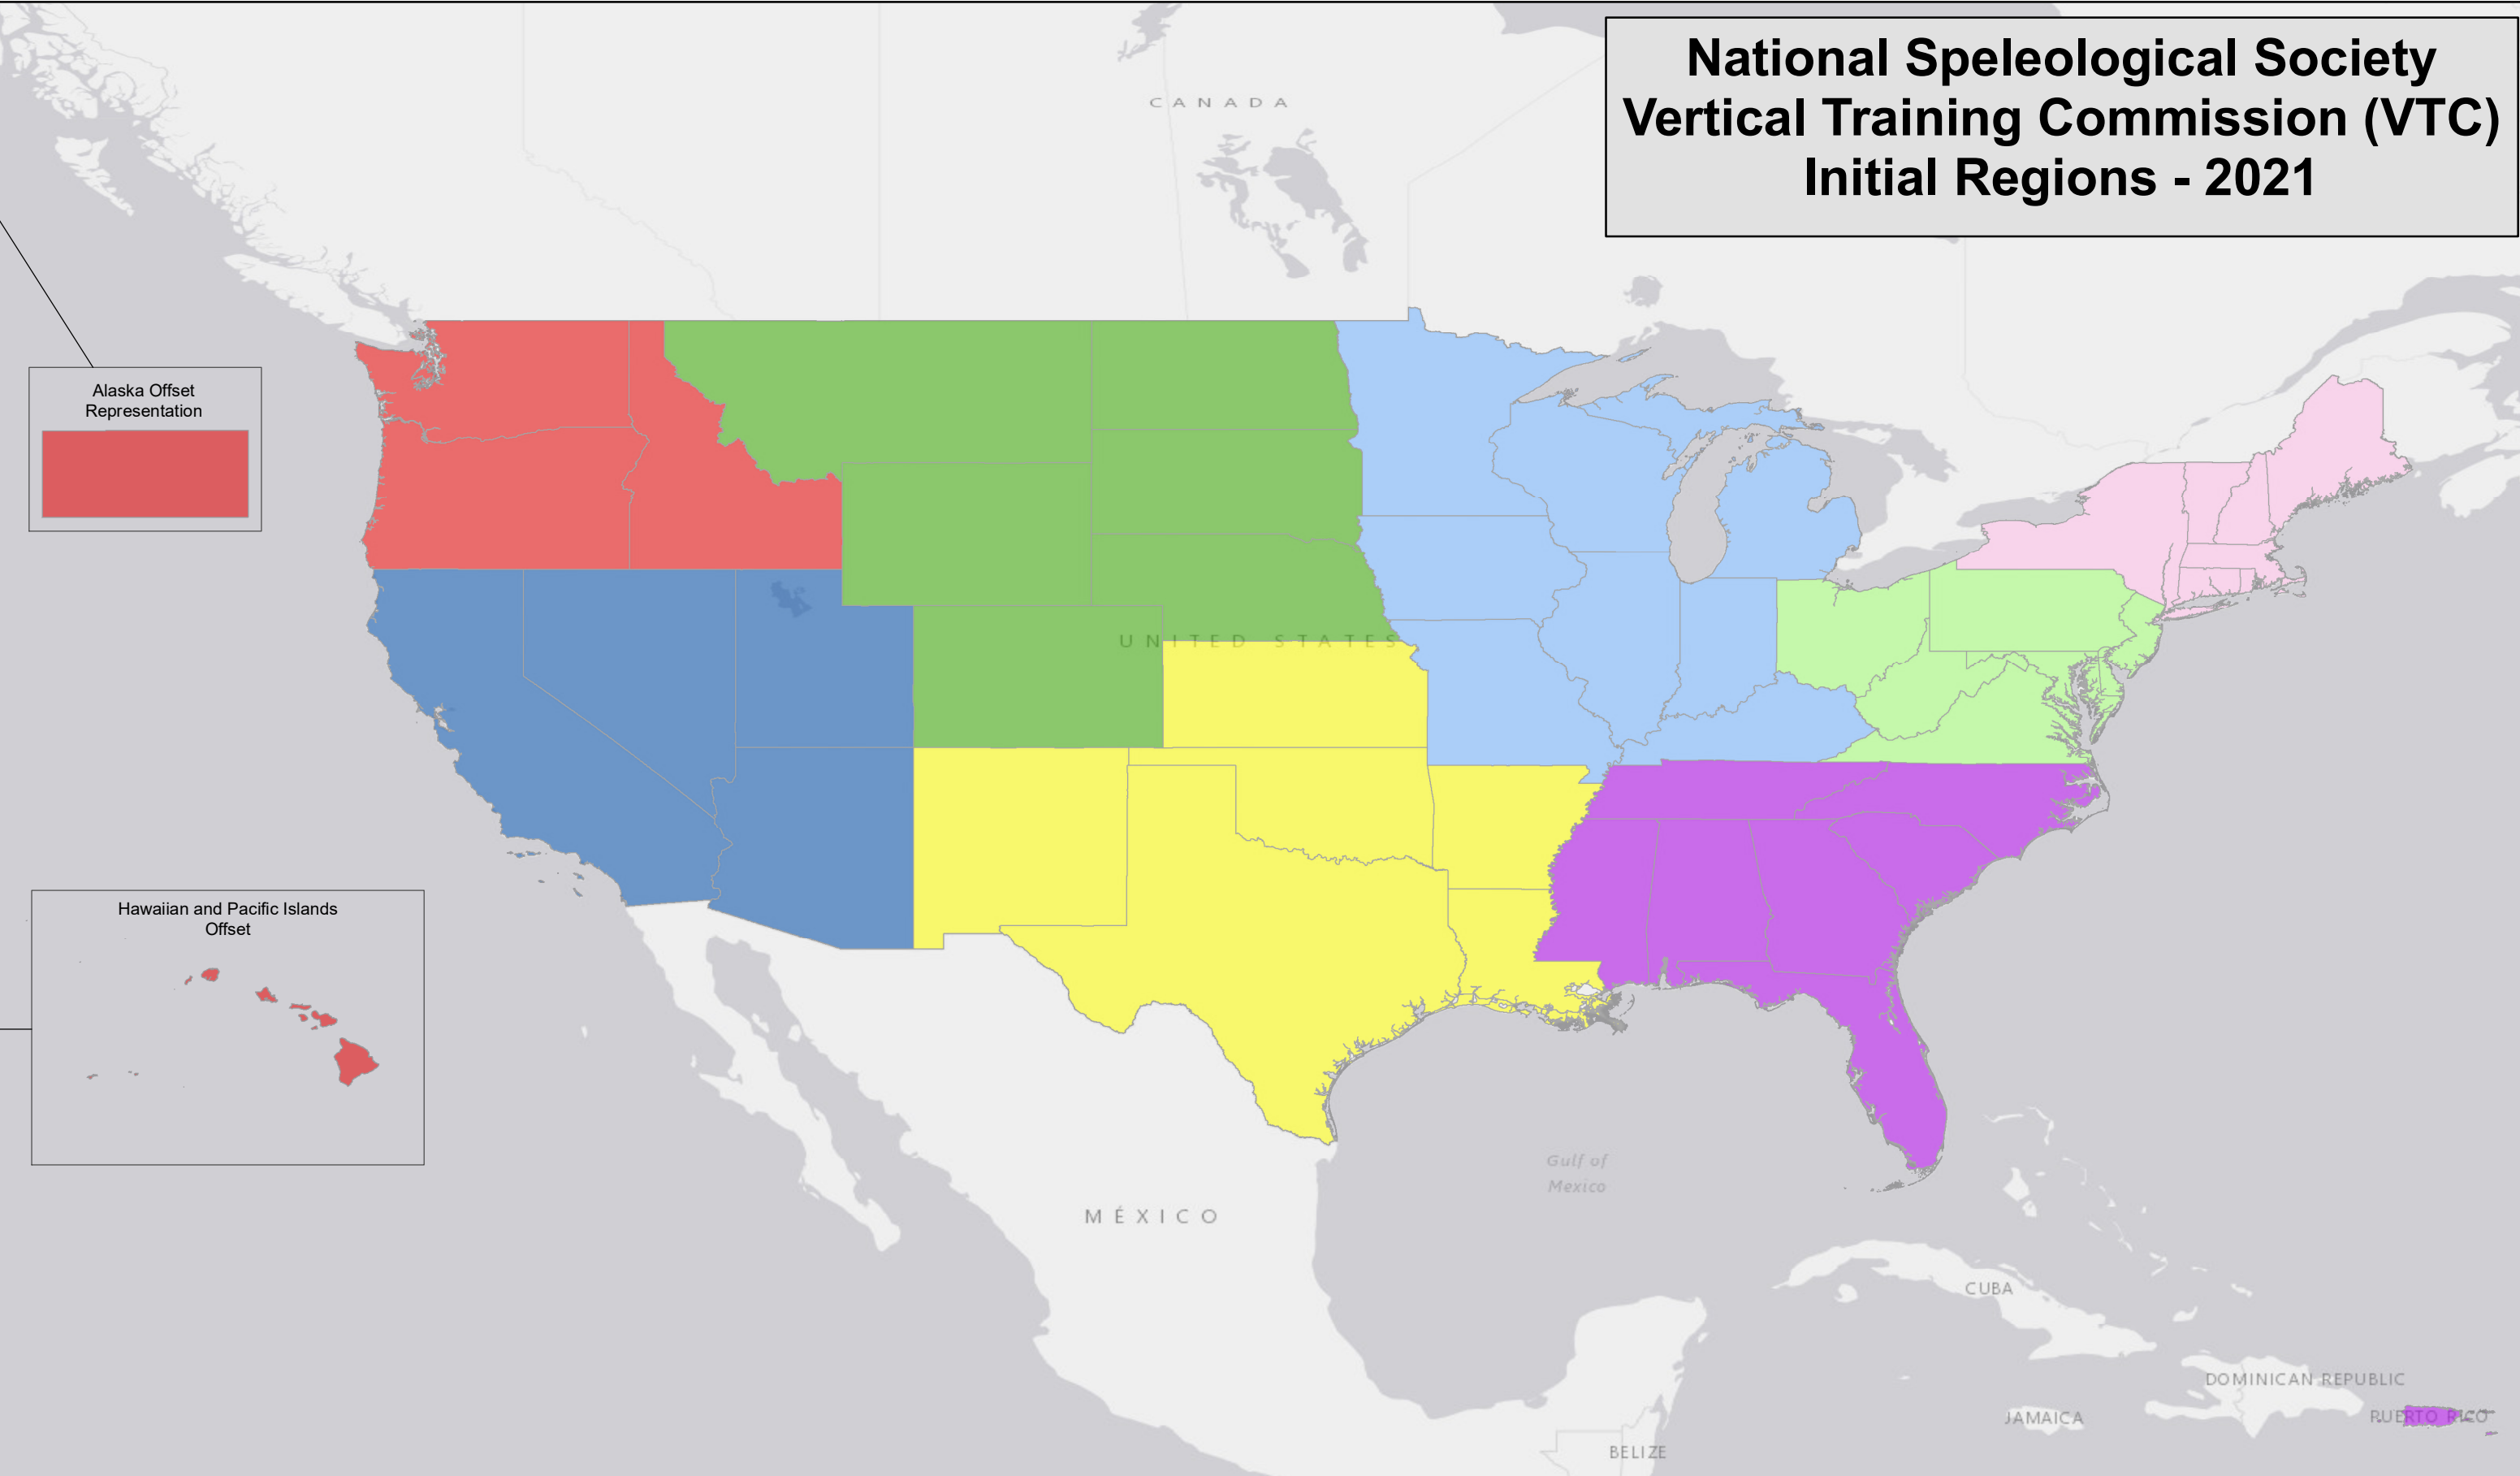 National Speleological Society
Vertical Training Commission (VTC)
Initial Regions - 2021
CANADA
Alaska Offset
Representation
UNITED STATES
Hawaiian and Pacific Islands
Offset
Gulf of
Mexico
MÉXICO
CUBA
DOMINICAN REPUBLIC
JAMAICA
PUERTO RICO
BELIZE